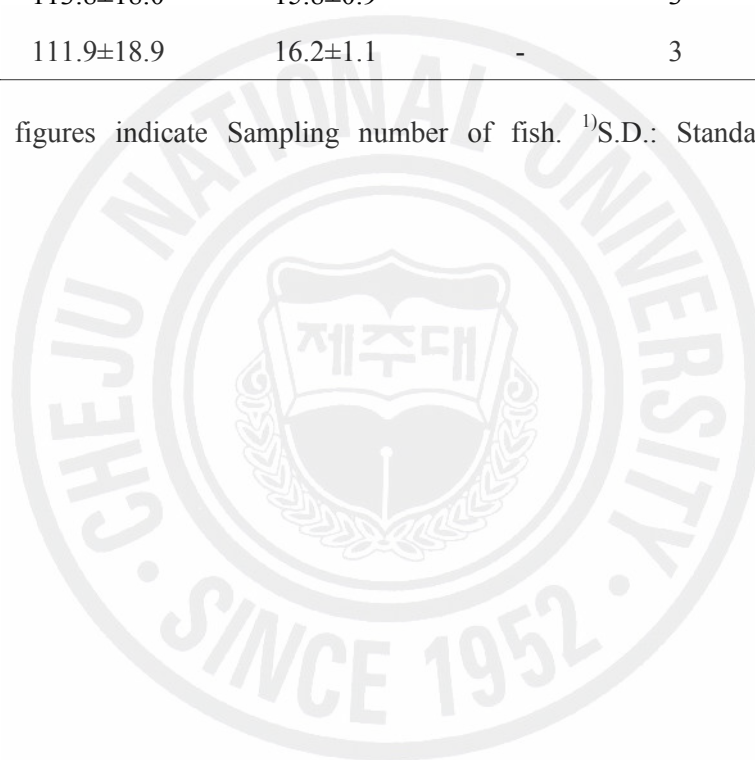 111.9±18.9 16.2±1.1 - 3
figures indicate Sampling number of fish. 1)S.D.: Standa
CHEJU NATIONAL UNIVERSITY
제주대
· SINCE 1952 ·